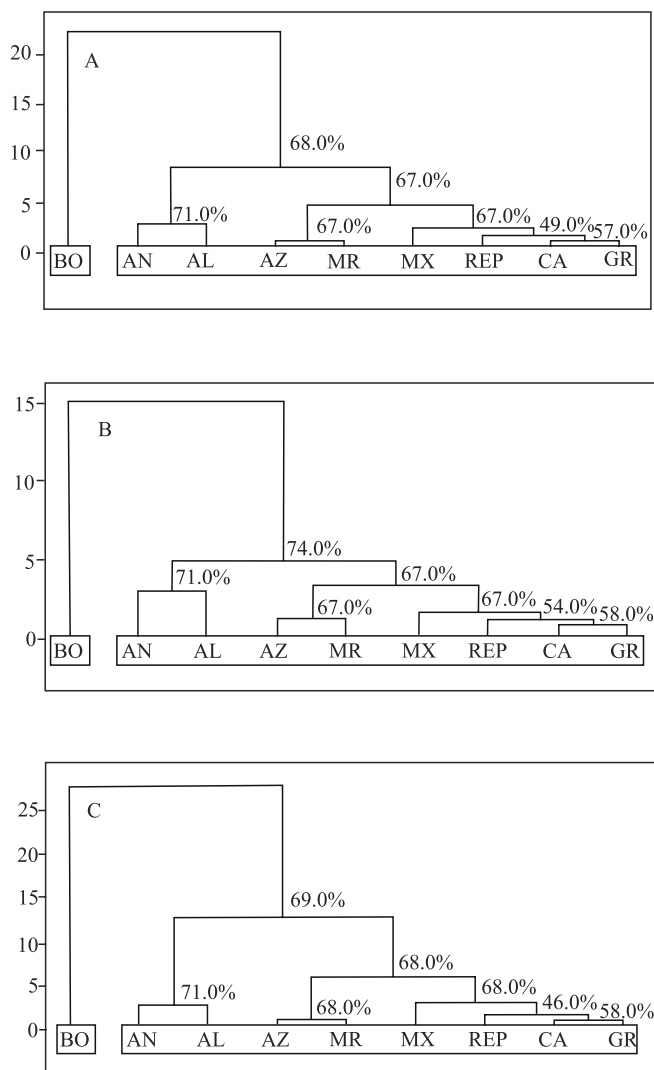 20
A
15
68.0%
10
67.0%
71.0%
67.0%
67.0%
49.0%
57.0%
5
0
BO
AN
AL
AZ
MR
MX
REP
CA
GR
15
B
10
74.0%
5
71.0%
67.0%
67.0%
67.0%
54.0%
58.0%
0
BO
AN
AL
AZ
MR
MX
REP
CA
GR
25
C
20
15
69.0%
10
68.0%
5
71.0%
68.0%
68.0%
46.0%
58.0%
0
BO
AN
AL
AZ
MR
MX
REP
CA
GR